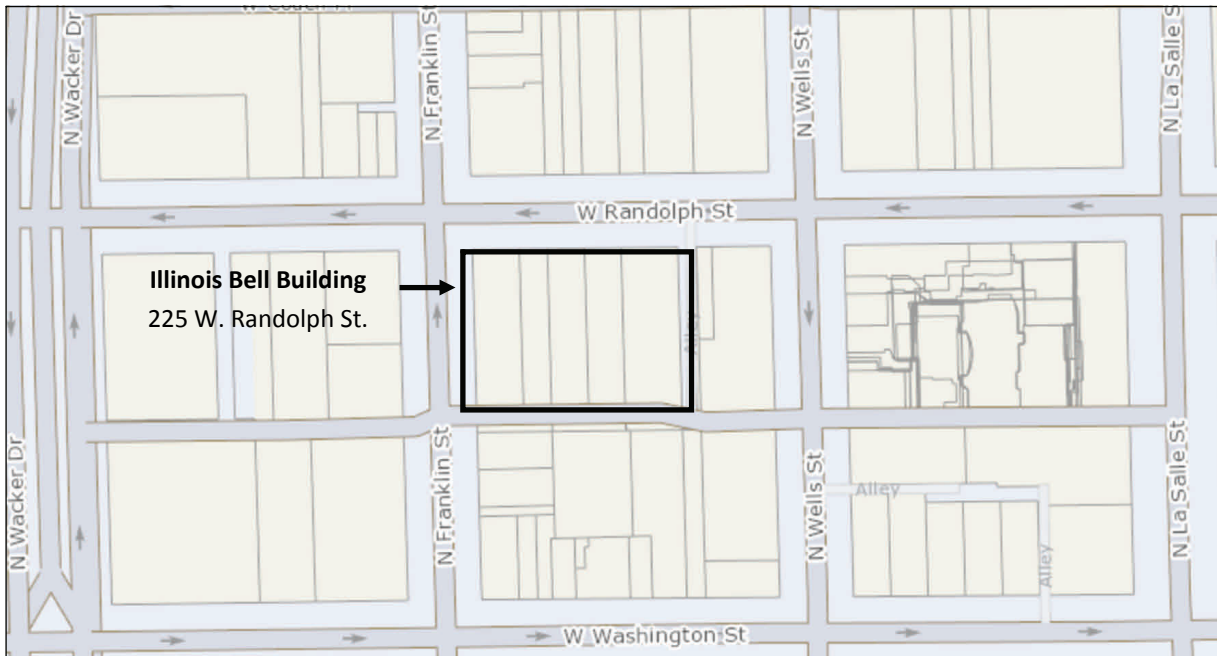 N Wacker Dr
N Franklin St
N Wells St
N La Salle St
W Randolph St
Illinois Bell Building
225 W. Randolph St.
Alley
N Wacker Dr
N Franklin St
N Wells St
N La Salle St
Alley
Alley
W Washington St